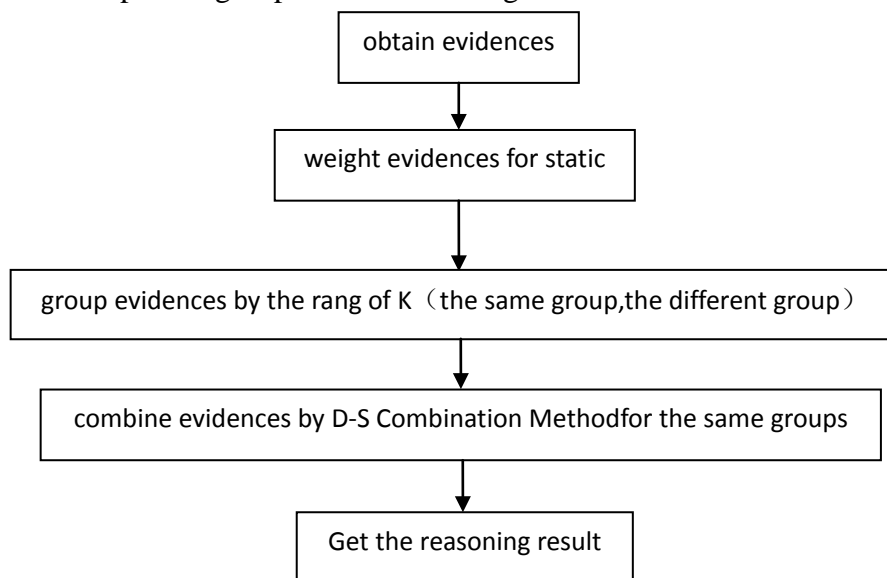 obtain evidences
weight evidences for static
group evidences by the rang of K（the same group,the different group）
combine evidences by D-S Combination Methodfor the same groups
Get the reasoning result